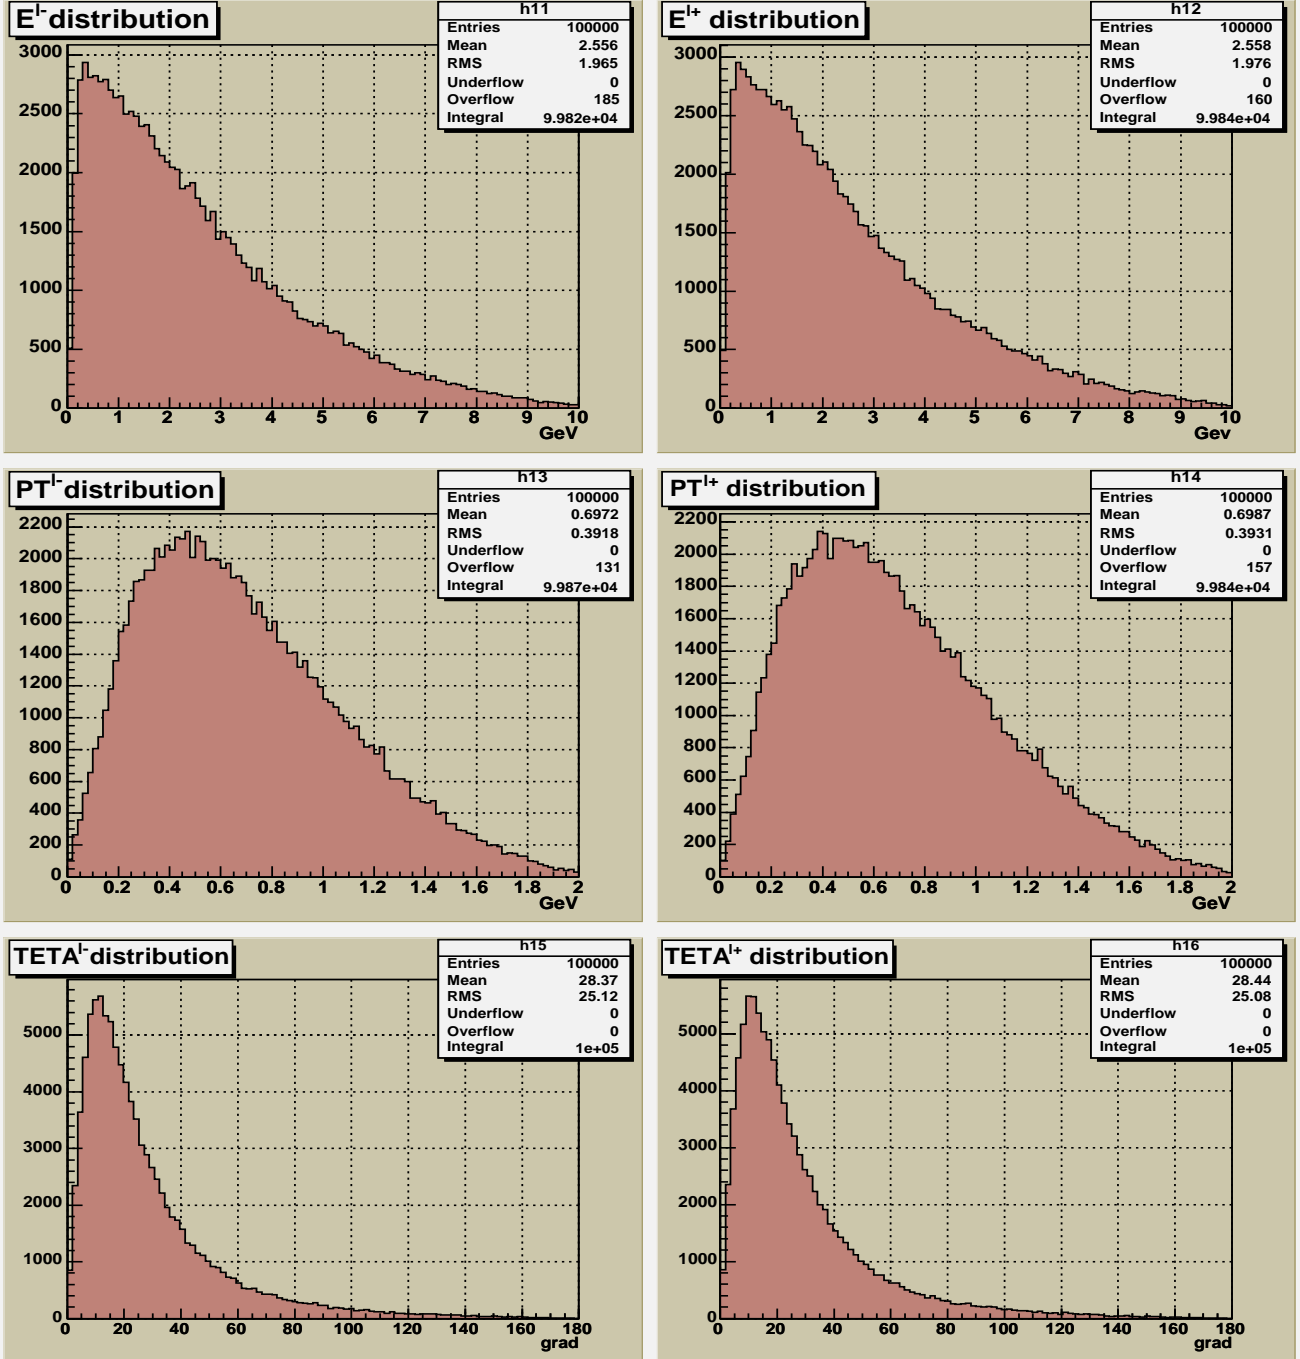 E^l- distribution
h11
Entries 100000
Mean 2.556
RMS 1.965
Underflow 0
Overflow 185
Integral 9.982e+04
3000
2500
2000
1500
1000
500
0
0 1 2 3 4 5 6 7 8 9 10
GeV
E^l+ distribution
h12
Entries 100000
Mean 2.558
RMS 1.976
Underflow 0
Overflow 160
Integral 9.984e+04
3000
2500
2000
1500
1000
500
0
0 1 2 3 4 5 6 7 8 9 10
Gev
PT^l- distribution
h13
Entries 100000
Mean 0.6972
RMS 0.3918
Underflow 0
Overflow 131
Integral 9.987e+04
2200
2000
1800
1600
1400
1200
1000
800
600
400
200
0
0 0.2 0.4 0.6 0.8 1 1.2 1.4 1.6 1.8 2
GeV
PT^l+ distribution
h14
Entries 100000
Mean 0.6987
RMS 0.3931
Underflow 0
Overflow 157
Integral 9.984e+04
2200
2000
1800
1600
1400
1200
1000
800
600
400
200
0
0 0.2 0.4 0.6 0.8 1 1.2 1.4 1.6 1.8 2
GeV
TETA^l- distribution
h15
Entries 100000
Mean 28.37
RMS 25.12
Underflow 0
Overflow 0
Integral 1e+05
5000
4000
3000
2000
1000
0
0 20 40 60 80 100 120 140 160 180
grad
TETA^l+ distribution
h16
Entries 100000
Mean 28.44
RMS 25.08
Underflow 0
Overflow 0
Integral 1e+05
5000
4000
3000
2000
1000
0
0 20 40 60 80 100 120 140 160 180
grad